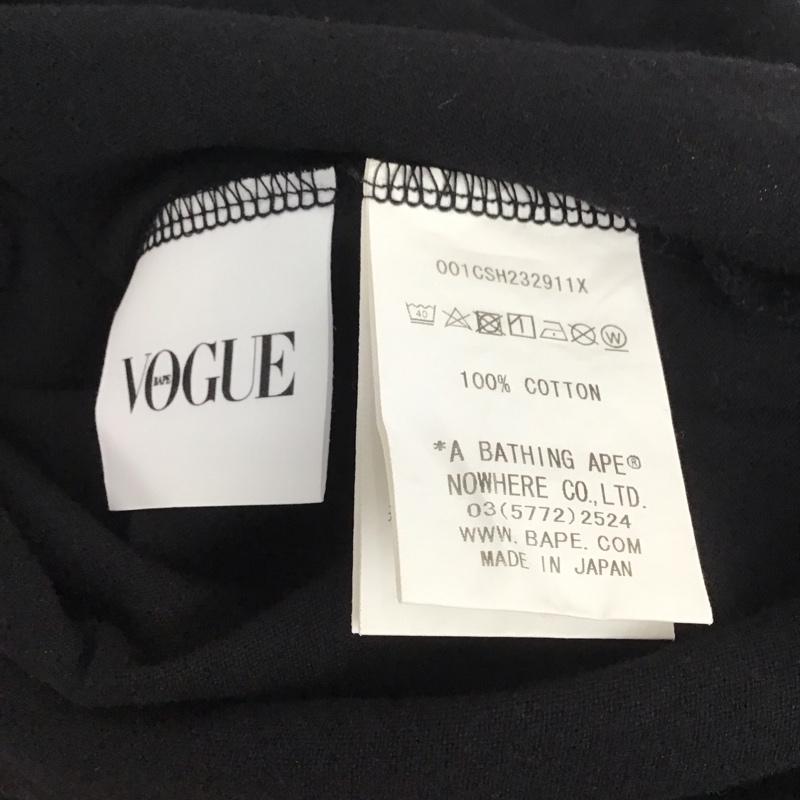 VOGUE
BAPE
001CSH232911X
40
W
100% COTTON
*A BATHING APE®
NOWHERE CO.,LTD.
03(5772)2524
WWW.BAPE.COM
MADE IN JAPAN